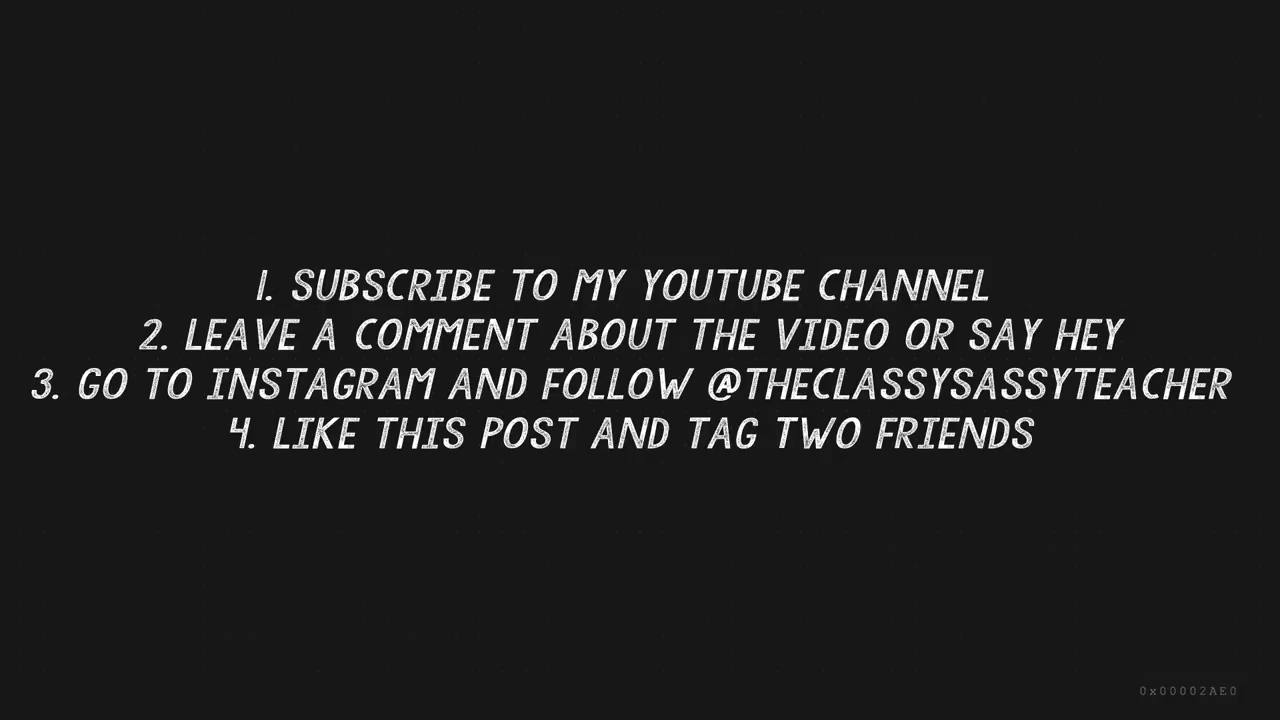 1. SUBSCRIBE TO MY YOUTUBE CHANNEL
2. LEAVE A COMMENT ABOUT THE VIDEO OR SAY HEY
3. GO TO INSTAGRAM AND FOLLOW @THECLASSYSASSYTEACHER
4. LIKE THIS POST AND TAG TWO FRIENDS
0x00002AE0